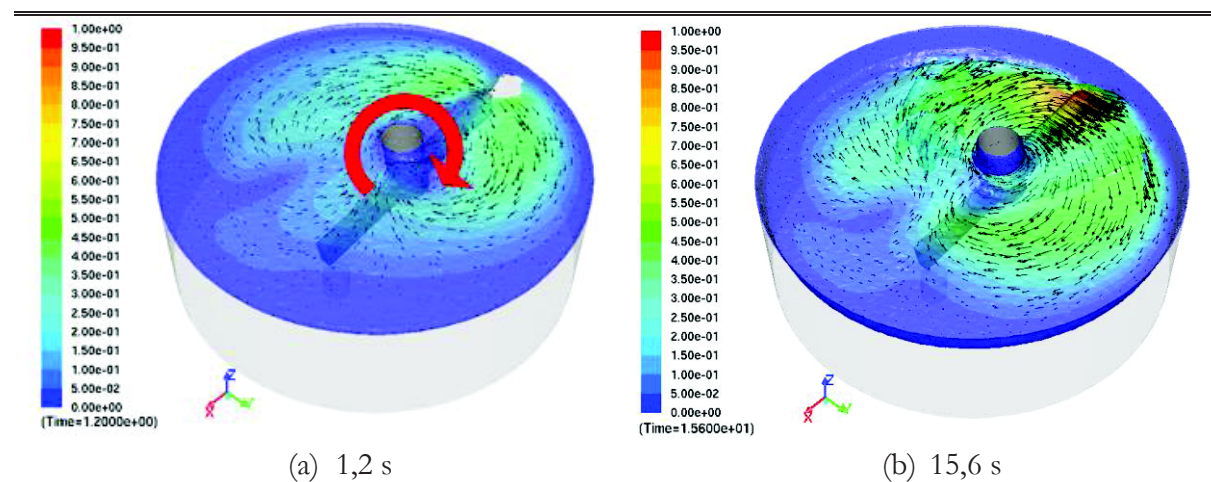 1.00e+00
9.50e-01
9.00e-01
8.50e-01
8.00e-01
7.50e-01
7.00e-01
6.50e-01
6.00e-01
5.50e-01
5.00e-01
4.50e-01
4.00e-01
3.50e-01
3.00e-01
2.50e-01
2.00e-01
1.50e-01
1.00e-01
5.00e-02
0.00e+00
(Time=1.2000e+00)
Z
X
Y
(a) 1,2 s
1.00e+00
9.50e-01
9.00e-01
8.50e-01
8.00e-01
7.50e-01
7.00e-01
6.50e-01
6.00e-01
5.50e-01
5.00e-01
4.50e-01
4.00e-01
3.50e-01
3.00e-01
2.50e-01
2.00e-01
1.50e-01
1.00e-01
5.00e-02
0.00e+00
(Time=1.5600e+01)
Z
X
Y
(b) 15,6 s